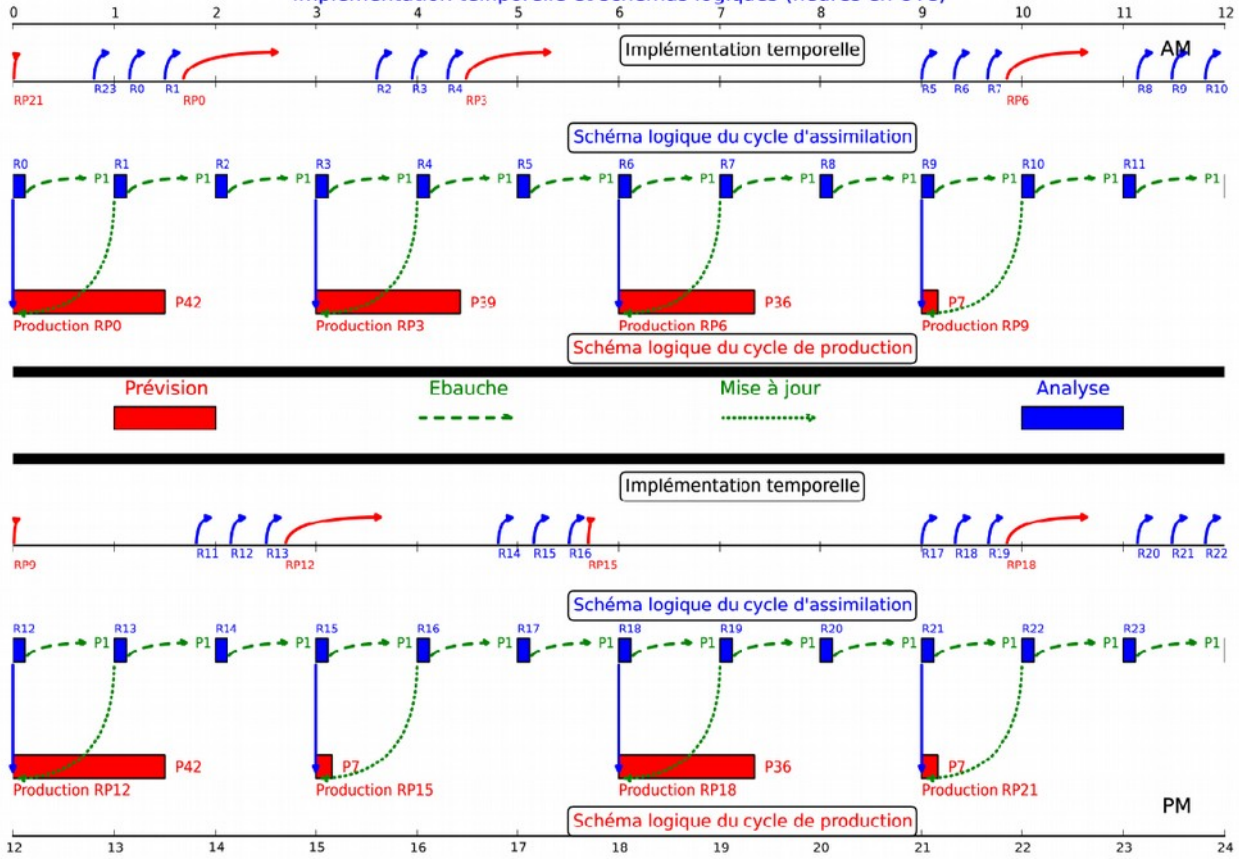 Implémentation temporelle et schémas logiques (heures en UTC)
0 1 2 3 4 5 6 7 8 9 10 11 12
Implémentation temporelle
AM
R23 R0 R1 R2 R3 R4 R5 R6 R7 R8 R9 R10
RP21 RP0 RP3 RP6
Schéma logique du cycle d'assimilation
R0 R1 R2 R3 R4 R5 R6 R7 R8 R9 R10 R11
P1 P1 P1 P1 P1 P1 P1 P1 P1 P1 P1 P1
P42 P39 P36 P7
Production RP0 Production RP3 Production RP6 Production RP9
Schéma logique du cycle de production
Prévision Ebauche Mise à jour Analyse
Implémentation temporelle
R11 R12 R13 R14 R15 R16 R17 R18 R19 R20 R21 R22
RP9 RP12 RP15 RP18
Schéma logique du cycle d'assimilation
R12 R13 R14 R15 R16 R17 R18 R19 R20 R21 R22 R23
P1 P1 P1 P1 P1 P1 P1 P1 P1 P1 P1 P1
P42 P7 P36 P7
Production RP12 Production RP15 Production RP18 Production RP21
PM
Schéma logique du cycle de production
12 13 14 15 16 17 18 19 20 21 22 23 24